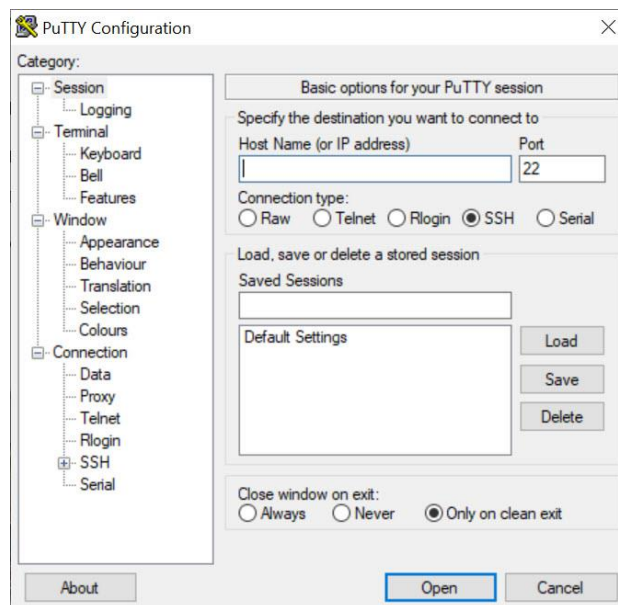 PuTTY Configuration
Category:
Session
Logging
Terminal
Keyboard
Bell
Features
Window
Appearance
Behaviour
Translation
Selection
Colours
Connection
Data
Proxy
Telnet
Rlogin
SSH
Serial
Basic options for your PuTTY session
Specify the destination you want to connect to
Host Name (or IP address) Port
22
Connection type:
Raw Telnet Rlogin SSH Serial
Load, save or delete a stored session
Saved Sessions
Default Settings
Load
Save
Delete
Close window on exit:
Always Never Only on clean exit
About Open Cancel